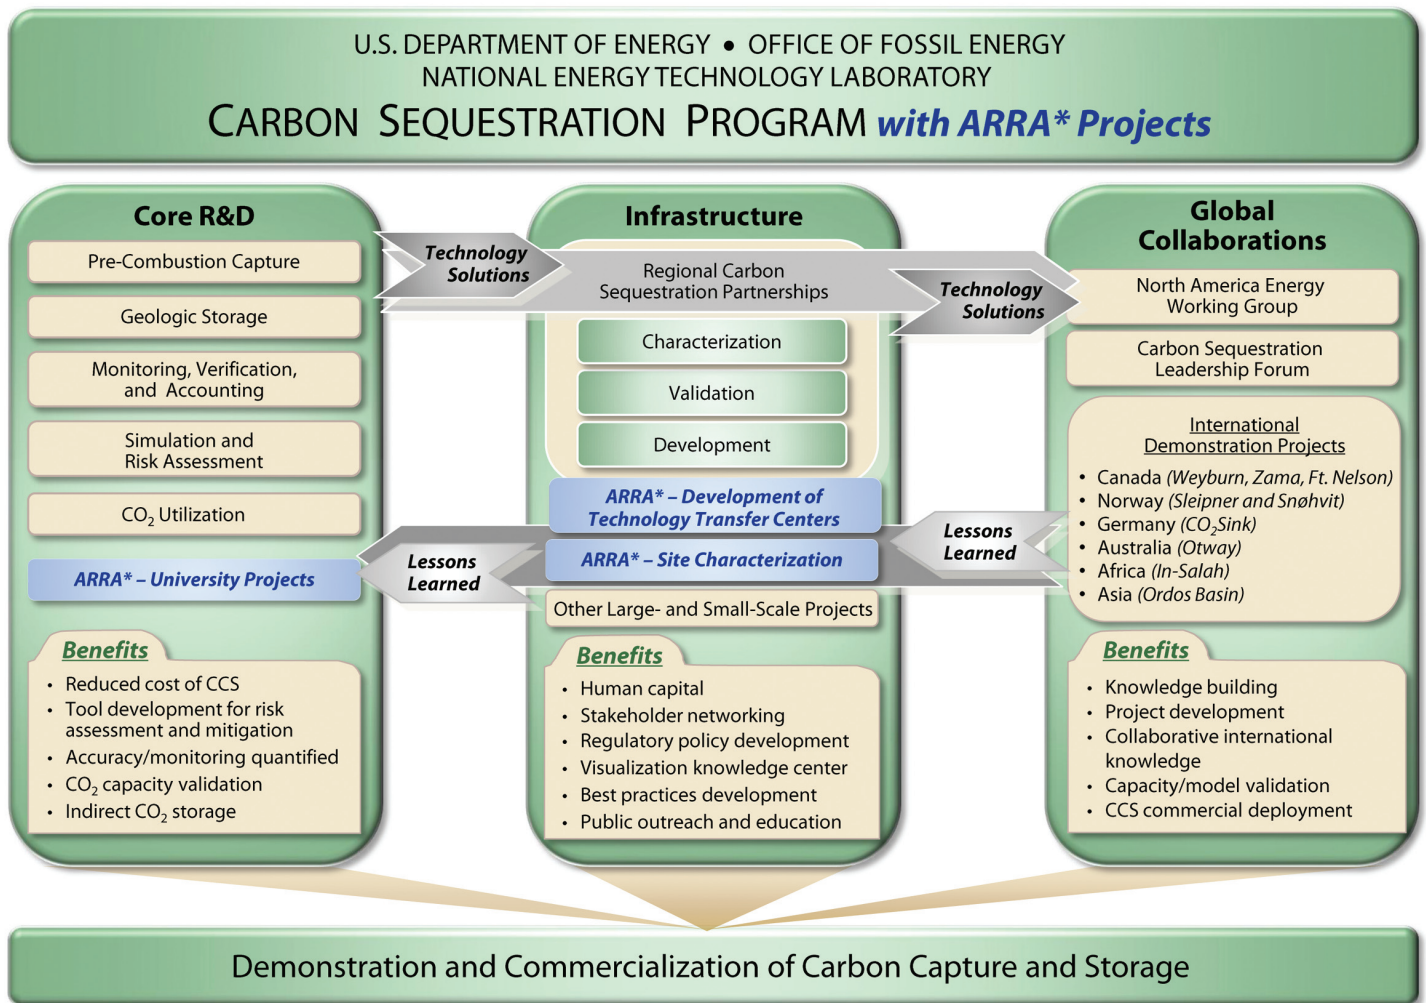 U.S. DEPARTMENT OF ENERGY • OFFICE OF FOSSIL ENERGY
NATIONAL ENERGY TECHNOLOGY LABORATORY
CARBON SEQUESTRATION PROGRAM with ARRA* Projects
Core R&D
Pre-Combustion Capture
Geologic Storage
Monitoring, Verification,
and Accounting
Simulation and
Risk Assessment
CO₂ Utilization
ARRA* – University Projects
Benefits
• Reduced cost of CCS
• Tool development for risk
assessment and mitigation
• Accuracy/monitoring quantified
• CO₂ capacity validation
• Indirect CO₂ storage
Technology
Solutions
Lessons
Learned
Infrastructure
Regional Carbon
Sequestration Partnerships
Characterization
Validation
Development
ARRA* – Development of
Technology Transfer Centers
ARRA* – Site Characterization
Other Large- and Small-Scale Projects
Benefits
• Human capital
• Stakeholder networking
• Regulatory policy development
• Visualization knowledge center
• Best practices development
• Public outreach and education
Technology
Solutions
Lessons
Learned
Global
Collaborations
North America Energy
Working Group
Carbon Sequestration
Leadership Forum
International
Demonstration Projects
• Canada (Weyburn, Zama, Ft. Nelson)
• Norway (Sleipner and Snøhvit)
• Germany (CO₂Sink)
• Australia (Otway)
• Africa (In-Salah)
• Asia (Ordos Basin)
Benefits
• Knowledge building
• Project development
• Collaborative international
knowledge
• Capacity/model validation
• CCS commercial deployment
Demonstration and Commercialization of Carbon Capture and Storage